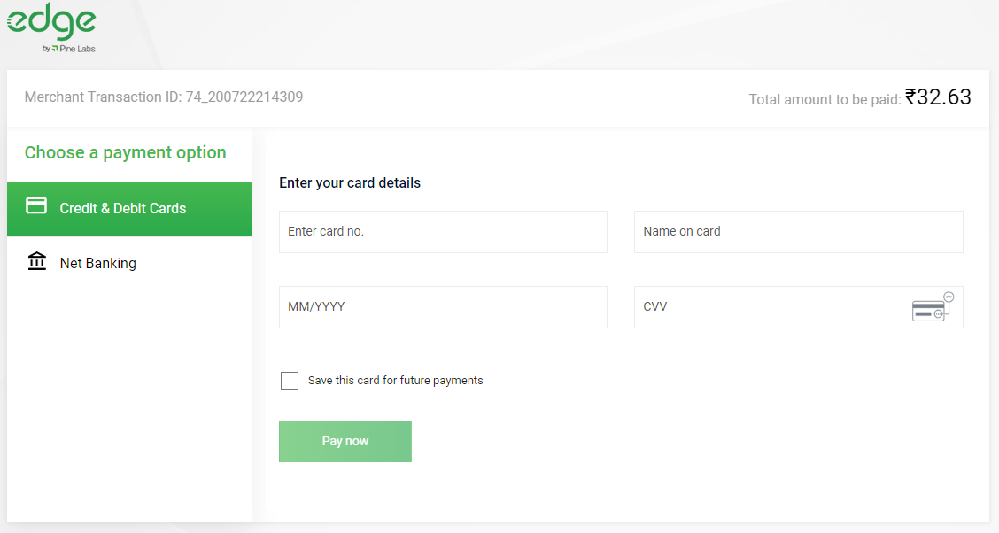 edge
by Pine Labs
Merchant Transaction ID: 74_200722214309
Total amount to be paid: ₹32.63
Choose a payment option
Credit & Debit Cards
Net Banking
Enter your card details
Enter card no.
Name on card
MM/YYYY
CVV
Save this card for future payments
Pay now